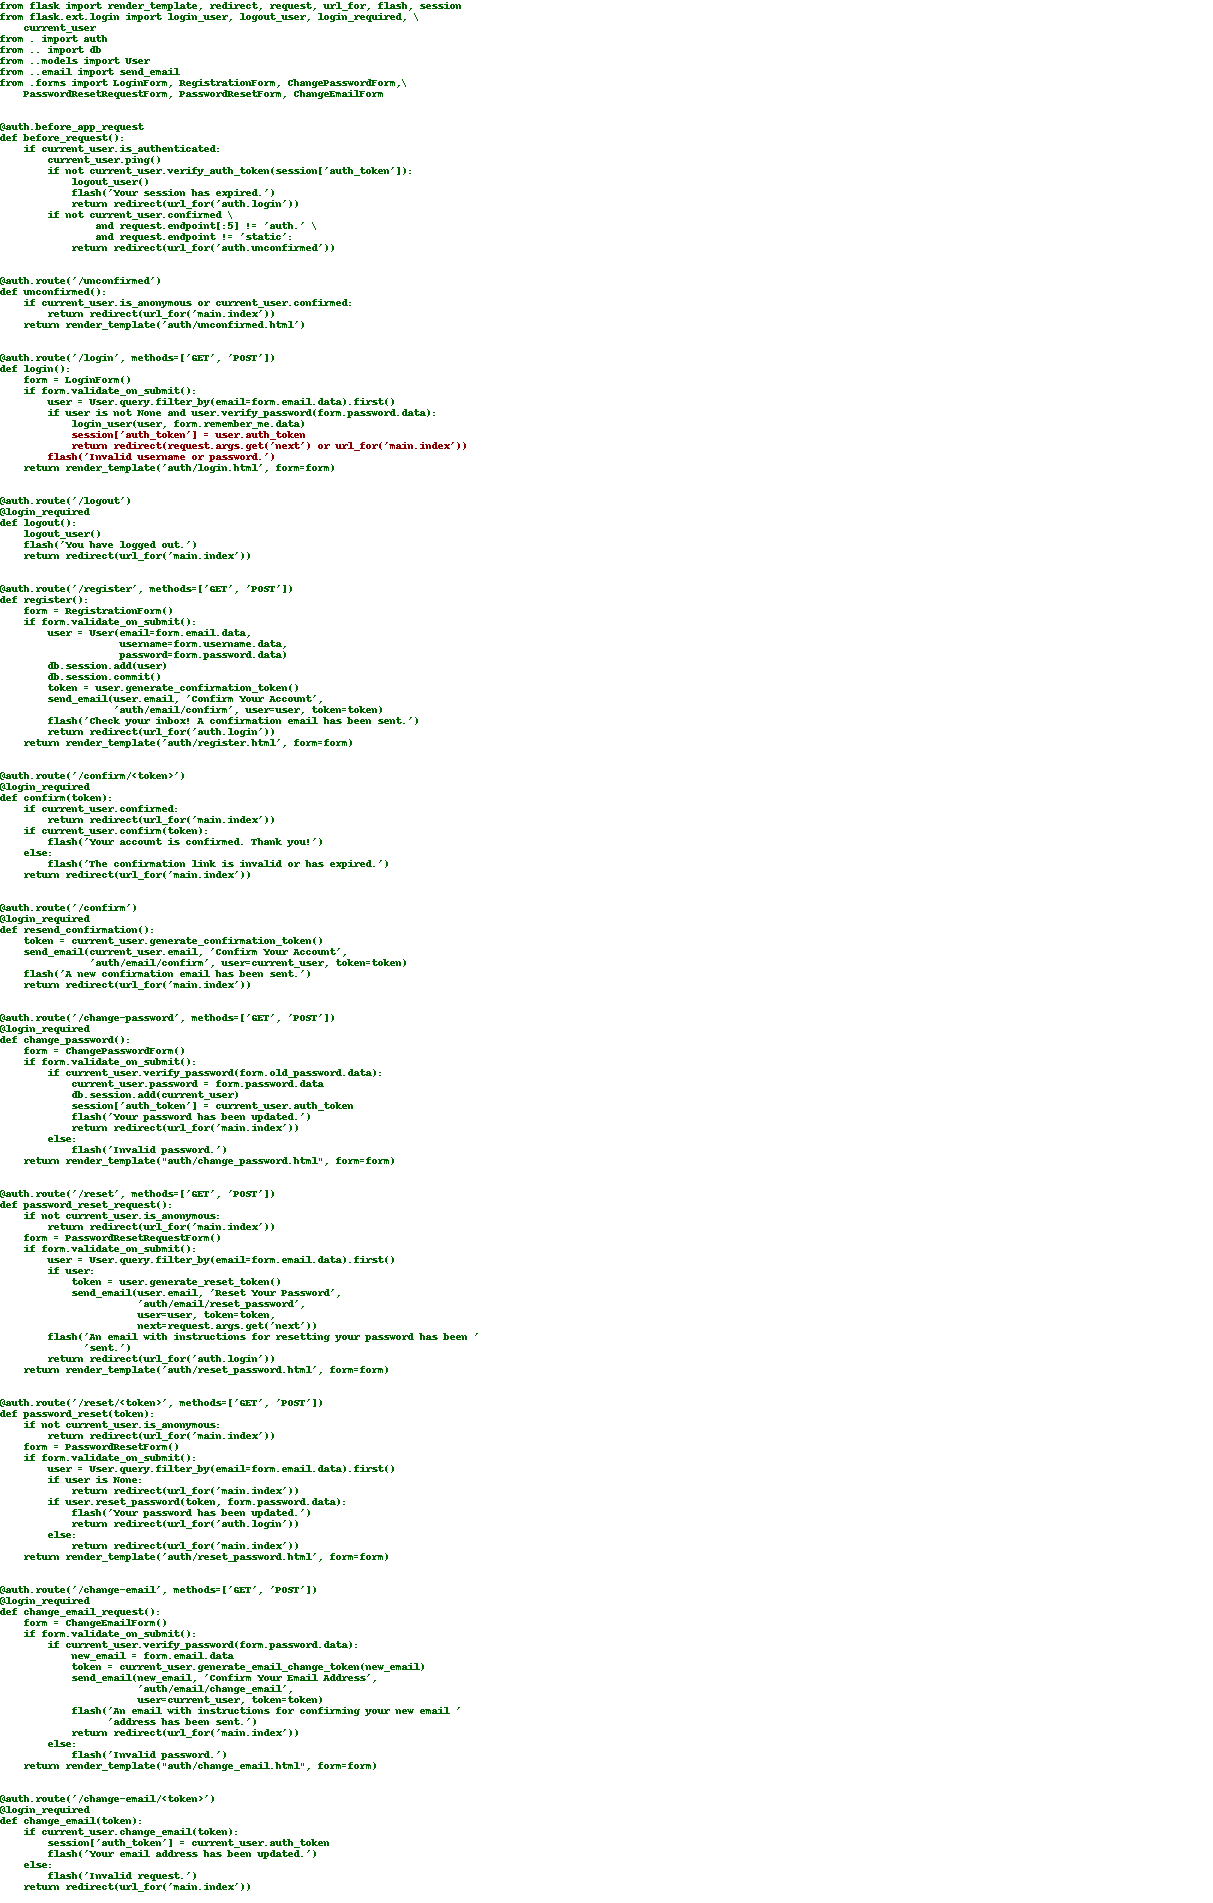 from flask import render_template, redirect, request, url_for, flash, session
from flask.ext.login import login_user, logout_user, login_required, \
    current_user
from . import auth
from .. import db
from ..models import User
from ..email import send_email
from .forms import LoginForm, RegistrationForm, ChangePasswordForm,\
    PasswordResetRequestForm, PasswordResetForm, ChangeEmailForm


@auth.before_app_request
def before_request():
    if current_user.is_authenticated:
        current_user.ping()
        if not current_user.verify_auth_token(session['auth_token']):
            logout_user()
            flash('Your session has expired.')
            return redirect(url_for('auth.login'))
        if not current_user.confirmed \
                and request.endpoint[:5] != 'auth.' \
                and request.endpoint != 'static':
            return redirect(url_for('auth.unconfirmed'))


@auth.route('/unconfirmed')
def unconfirmed():
    if current_user.is_anonymous or current_user.confirmed:
        return redirect(url_for('main.index'))
    return render_template('auth/unconfirmed.html')


@auth.route('/login', methods=['GET', 'POST'])
def login():
    form = LoginForm()
    if form.validate_on_submit():
        user = User.query.filter_by(email=form.email.data).first()
        if user is not None and user.verify_password(form.password.data):
            login_user(user, form.remember_me.data)
            session['auth_token'] = user.auth_token
            return redirect(request.args.get('next') or url_for('main.index'))
        flash('Invalid username or password.')
    return render_template('auth/login.html', form=form)


@auth.route('/logout')
@login_required
def logout():
    logout_user()
    flash('You have logged out.')
    return redirect(url_for('main.index'))


@auth.route('/register', methods=['GET', 'POST'])
def register():
    form = RegistrationForm()
    if form.validate_on_submit():
        user = User(email=form.email.data,
                    username=form.username.data,
                    password=form.password.data)
        db.session.add(user)
        db.session.commit()
        token = user.generate_confirmation_token()
        send_email(user.email, 'Confirm Your Account',
                   'auth/email/confirm', user=user, token=token)
        flash('Check your inbox! A confirmation email has been sent.')
        return redirect(url_for('auth.login'))
    return render_template('auth/register.html', form=form)


@auth.route('/confirm/<token>')
@login_required
def confirm(token):
    if current_user.confirmed:
        return redirect(url_for('main.index'))
    if current_user.confirm(token):
        flash('Your account is confirmed. Thank you!')
    else:
        flash('The confirmation link is invalid or has expired.')
    return redirect(url_for('main.index'))


@auth.route('/confirm')
@login_required
def resend_confirmation():
    token = current_user.generate_confirmation_token()
    send_email(current_user.email, 'Confirm Your Account',
               'auth/email/confirm', user=current_user, token=token)
    flash('A new confirmation email has been sent.')
    return redirect(url_for('main.index'))


@auth.route('/change-password', methods=['GET', 'POST'])
@login_required
def change_password():
    form = ChangePasswordForm()
    if form.validate_on_submit():
        if current_user.verify_password(form.old_password.data):
            current_user.password = form.password.data
            db.session.add(current_user)
            session['auth_token'] = current_user.auth_token
            flash('Your password has been updated.')
            return redirect(url_for('main.index'))
        else:
            flash('Invalid password.')
    return render_template("auth/change_password.html", form=form)


@auth.route('/reset', methods=['GET', 'POST'])
def password_reset_request():
    if not current_user.is_anonymous:
        return redirect(url_for('main.index'))
    form = PasswordResetRequestForm()
    if form.validate_on_submit():
        user = User.query.filter_by(email=form.email.data).first()
        if user:
            token = user.generate_reset_token()
            send_email(user.email, 'Reset Your Password',
                       'auth/email/reset_password',
                       user=user, token=token,
                       next=request.args.get('next'))
        flash('An email with instructions for resetting your password has been '
              'sent.')
        return redirect(url_for('auth.login'))
    return render_template('auth/reset_password.html', form=form)


@auth.route('/reset/<token>', methods=['GET', 'POST'])
def password_reset(token):
    if not current_user.is_anonymous:
        return redirect(url_for('main.index'))
    form = PasswordResetForm()
    if form.validate_on_submit():
        user = User.query.filter_by(email=form.email.data).first()
        if user is None:
            return redirect(url_for('main.index'))
        if user.reset_password(token, form.password.data):
            flash('Your password has been updated.')
            return redirect(url_for('auth.login'))
        else:
            return redirect(url_for('main.index'))
    return render_template('auth/reset_password.html', form=form)


@auth.route('/change-email', methods=['GET', 'POST'])
@login_required
def change_email_request():
    form = ChangeEmailForm()
    if form.validate_on_submit():
        if current_user.verify_password(form.password.data):
            new_email = form.email.data
            token = current_user.generate_email_change_token(new_email)
            send_email(new_email, 'Confirm Your Email Address',
                       'auth/email/change_email',
                       user=current_user, token=token)
            flash('An email with instructions for confirming your new email '
                  'address has been sent.')
            return redirect(url_for('main.index'))
        else:
            flash('Invalid password.')
    return render_template("auth/change_email.html", form=form)


@auth.route('/change-email/<token>')
@login_required
def change_email(token):
    if current_user.change_email(token):
        session['auth_token'] = current_user.auth_token
        flash('Your email address has been updated.')
    else:
        flash('Invalid request.')
    return redirect(url_for('main.index'))